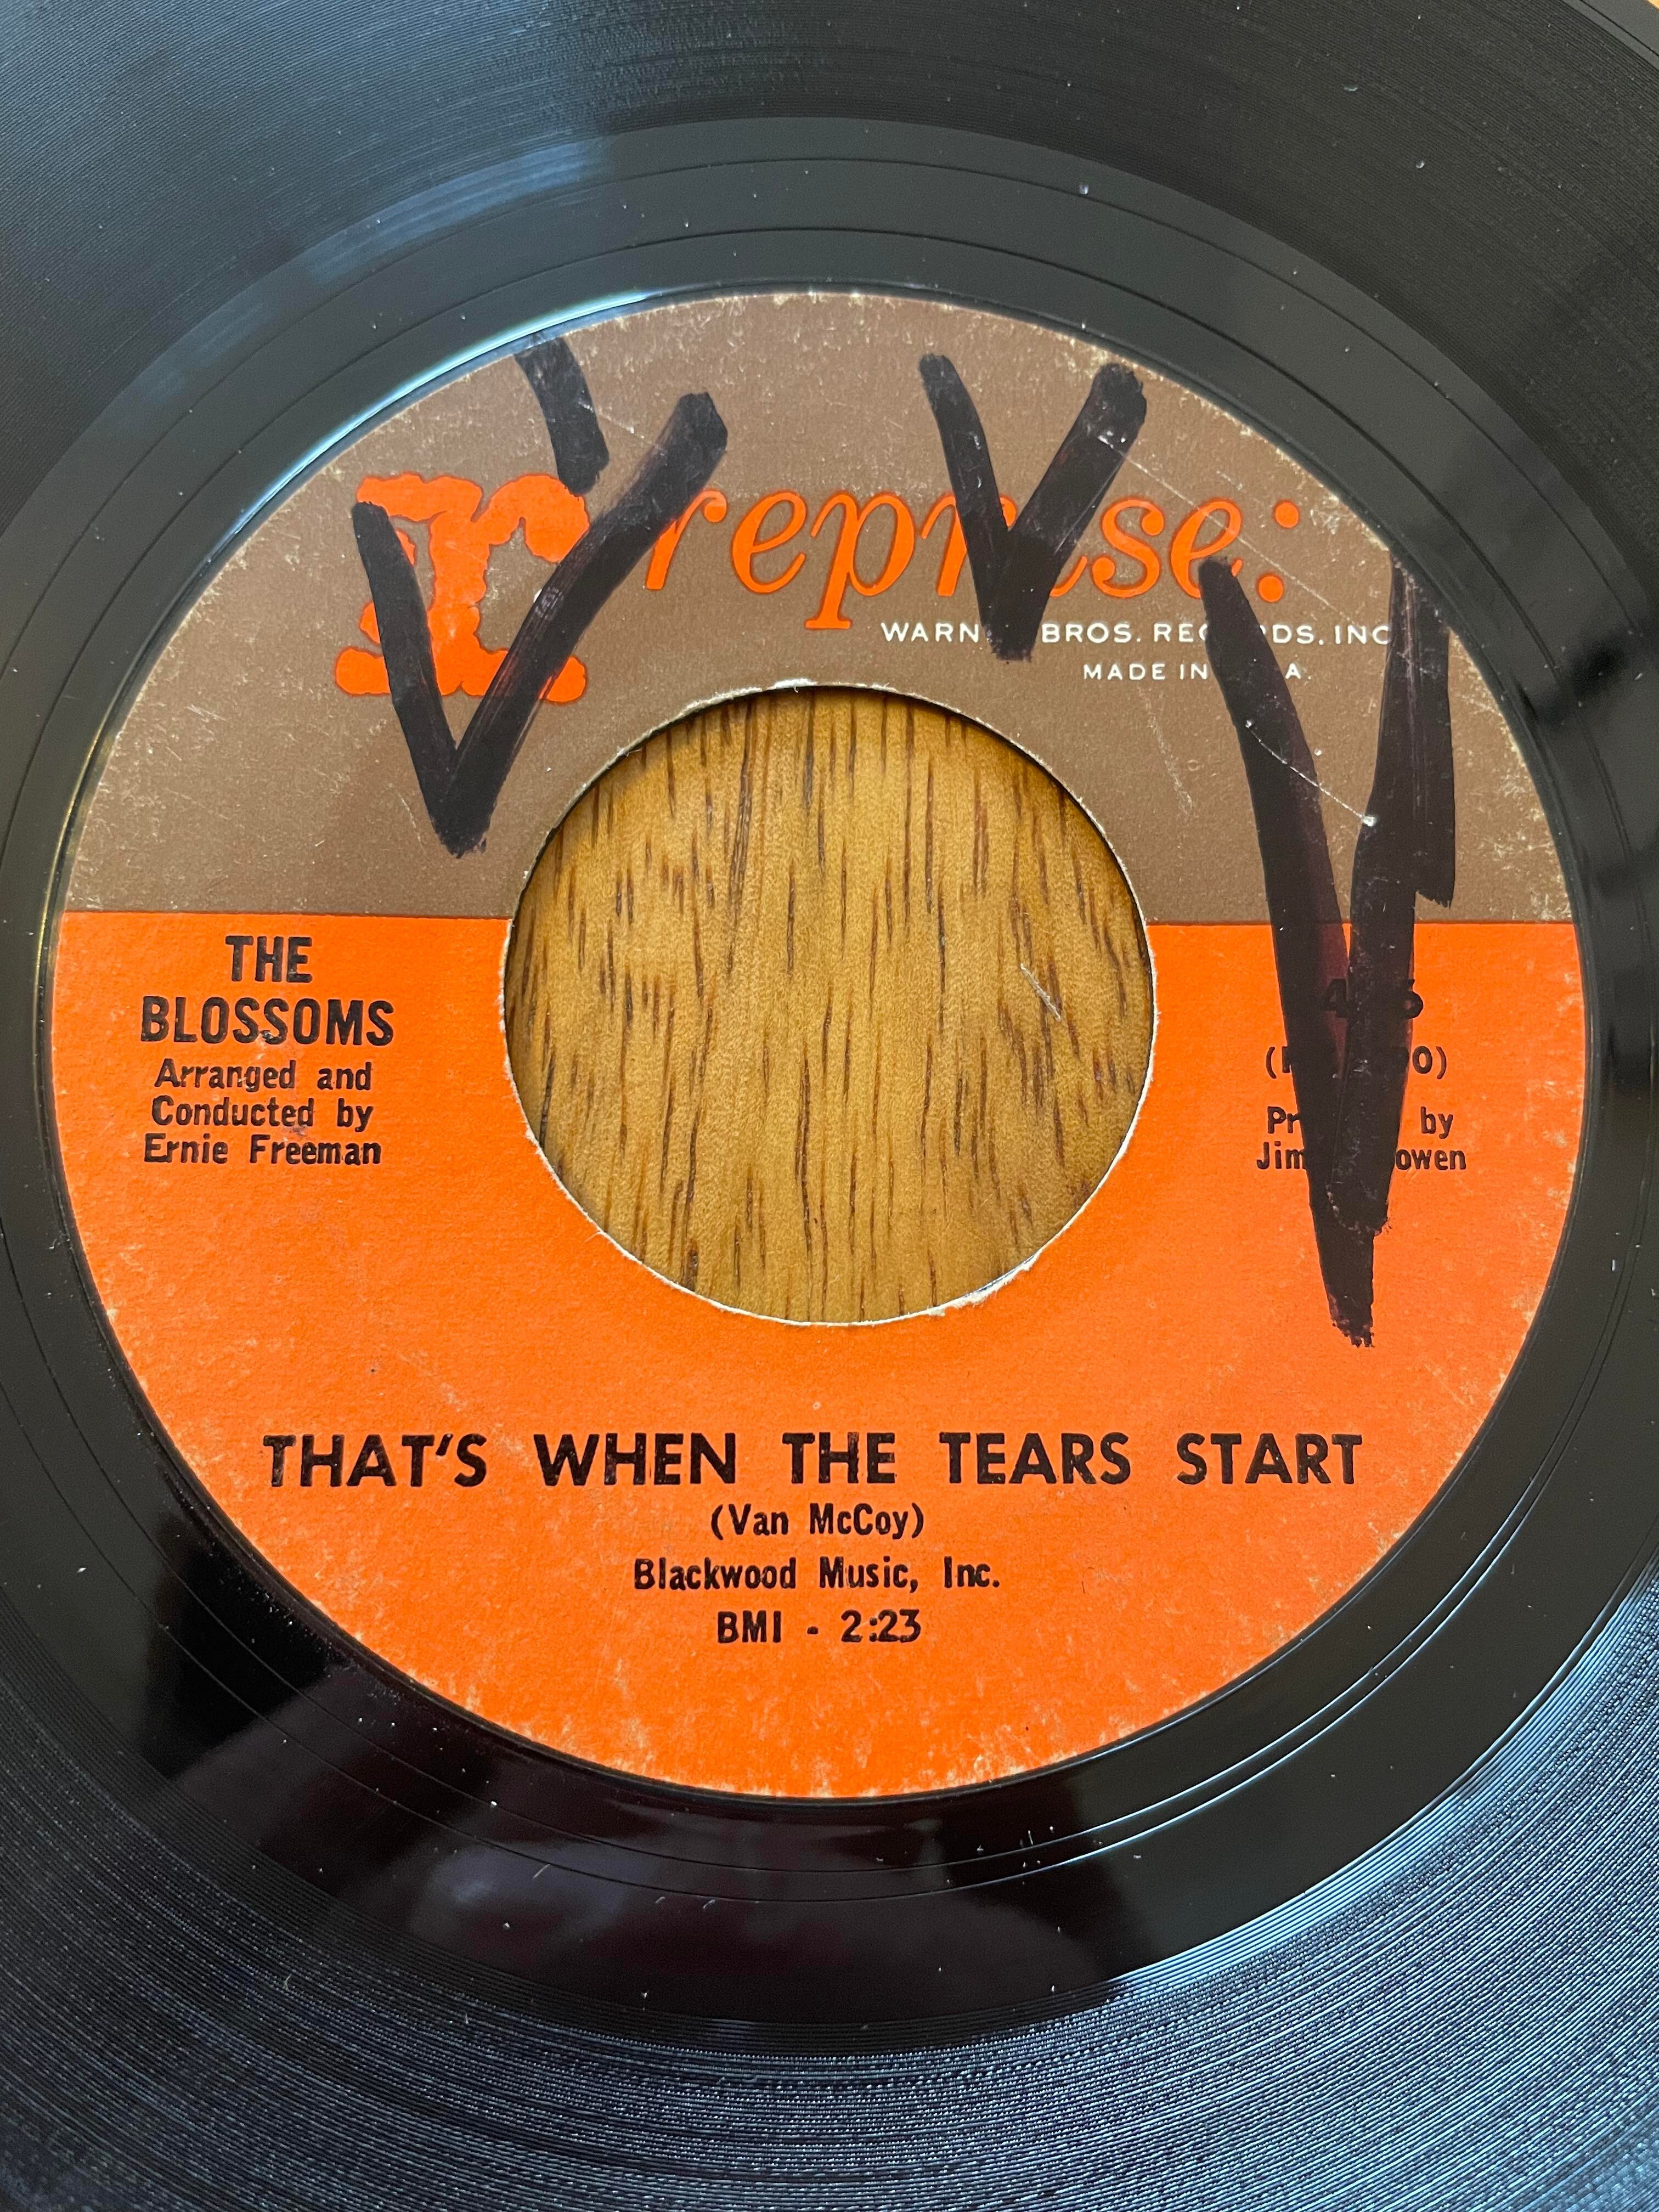 r reprise:
BROS.
MADE IN
THE
BLOSSOMS
Arranged and
Conducted by
Ernie Freeman
by
THAT'S WHEN THE TEARS START
(Van McCoy)
Blackwood Music, Inc.
BMI - 2:23